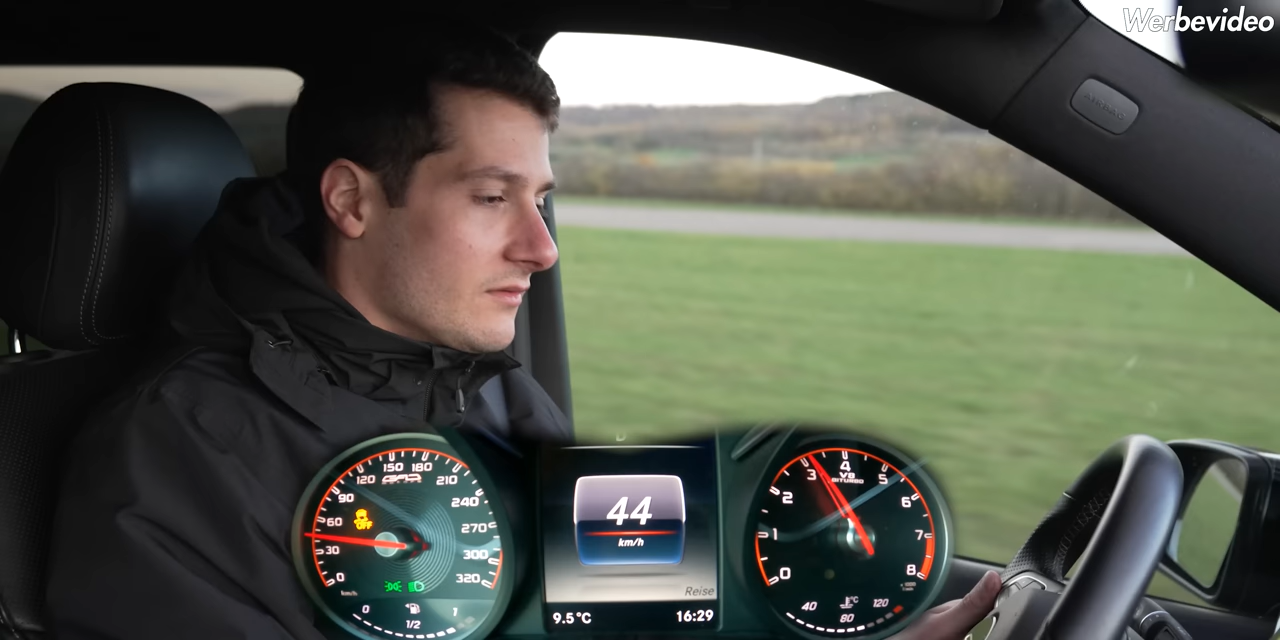 Werbevideo
AIRBAG
0 30 60 90 120 150 180 210 240 270 300 320
km/h
OFF
0 1/2 1
44
km/h
Reise
9.5 °C 16:29
0 1 2 3 4 5 6 7 8
V8
BITURBO
40 80 120
°C